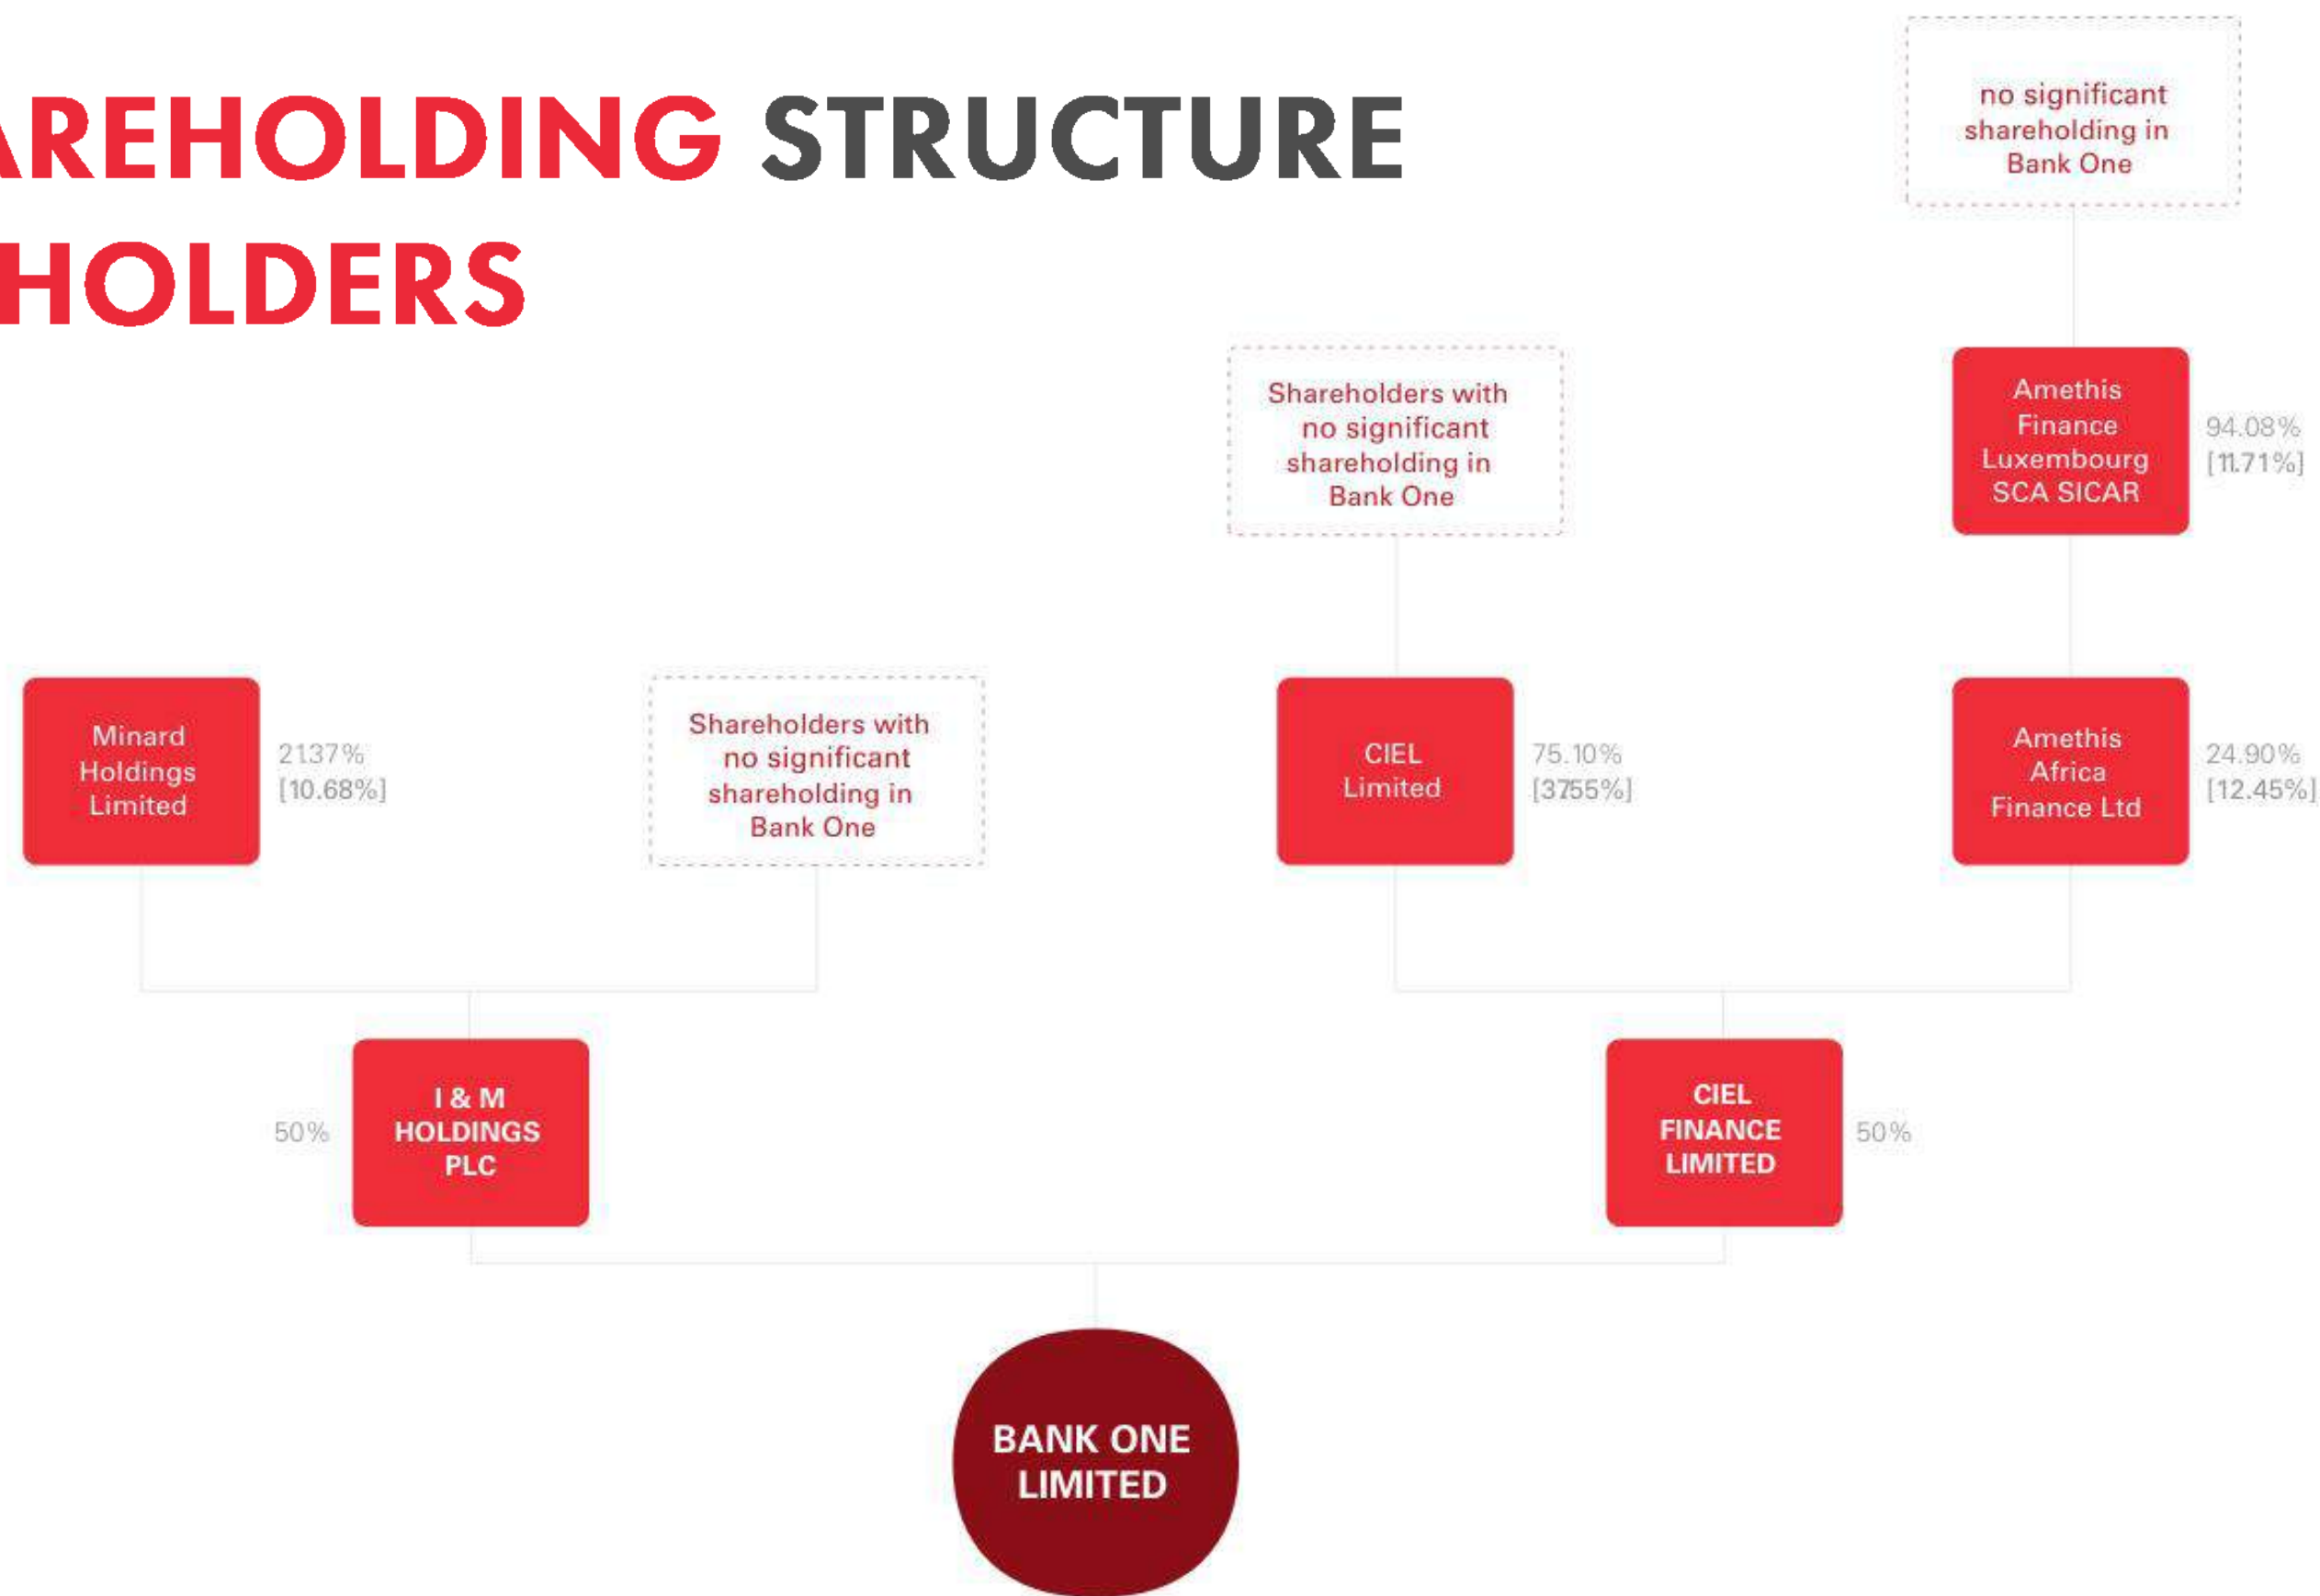 AREHOLDING STRUCTURE
HOLDERS
no significant
shareholding in
Bank One
Shareholders with
no significant
shareholding in
Bank One
Amethis
Finance
Luxembourg
SCA SICAR
94.08%
[11.71%]
Minard
Holdings
Limited
21.37%
[10.68%]
Shareholders with
no significant
shareholding in
Bank One
CIEL
Limited
75.10%
[37.55%]
Amethis
Africa
Finance Ltd
24.90%
[12.45%]
50%
I & M
HOLDINGS
PLC
CIEL
FINANCE
LIMITED
50%
BANK ONE
LIMITED